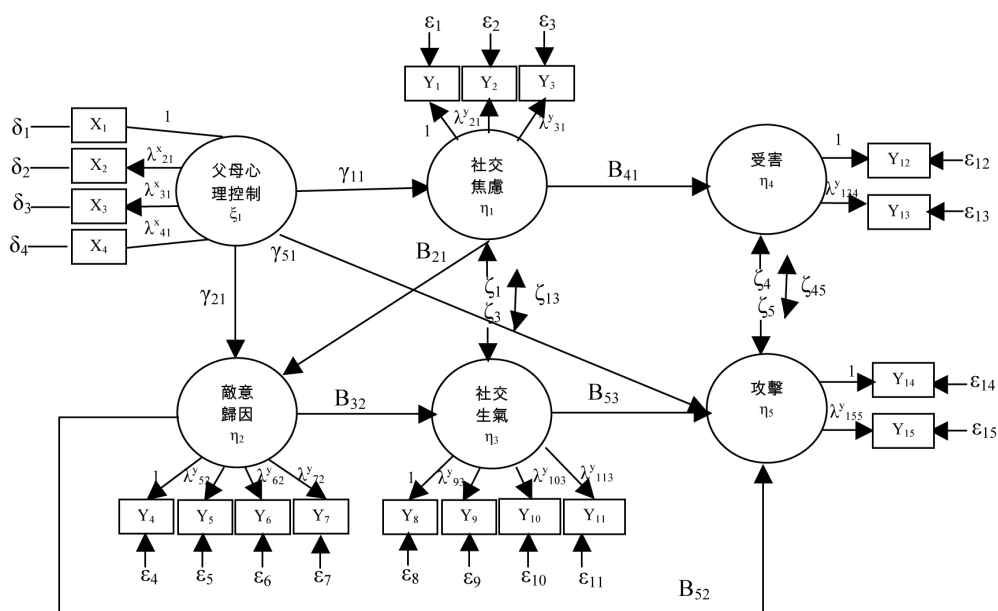 ε₁ ε₂ ε₃
Y₁ Y₂ Y₃
1 λʸ₂₁ λʸ₃₁
δ₁ X₁ 1
δ₂ X₂ λˣ₂₁
δ₃ X₃ λˣ₃₁
δ₄ X₄ λˣ₄₁
父母心
理控制
ξ₁
γ₁₁
社交
焦慮
η₁
B₄₁
受害
η₄
1 Y₁₂ ε₁₂
λʸ₁₃₄ Y₁₃ ε₁₃
γ₂₁
γ₅₁
B₂₁
ζ₁
ζ₃
ζ₁₃
ζ₄
ζ₅
ζ₄₅
敵意
歸因
η₂
B₃₂
社交
生氣
η₃
B₅₃
攻擊
η₅
1 Y₁₄ ε₁₄
λʸ₁₅₅ Y₁₅ ε₁₅
1 λʸ₅₂ λʸ₆₂ λʸ₇₂
1 λʸ₉₃ λʸ₁₀₃ λʸ₁₁₃
Y₄ Y₅ Y₆ Y₇
Y₈ Y₉ Y₁₀ Y₁₁
ε₄ ε₅ ε₆ ε₇
ε₈ ε₉ ε₁₀ ε₁₁
B₅₂